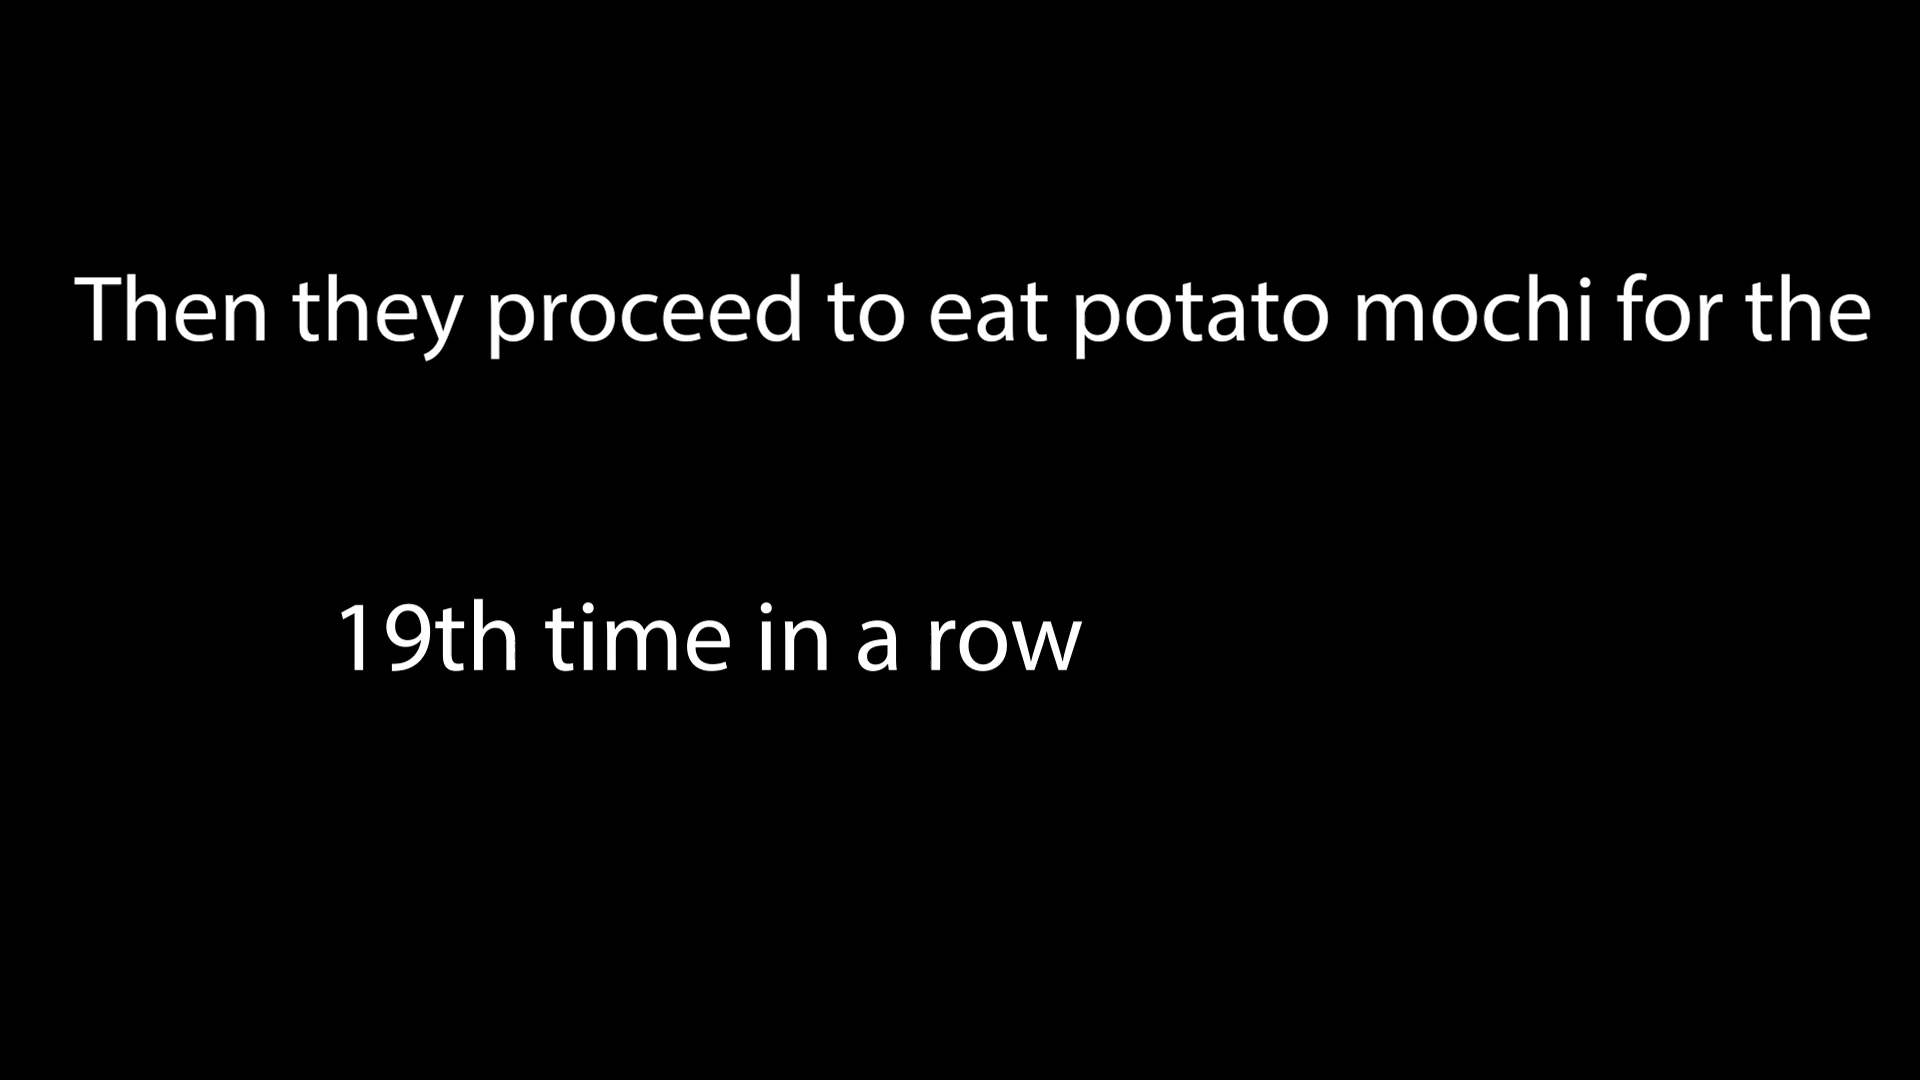 Then they proceed to eat potato mochi for the
19th time in a row